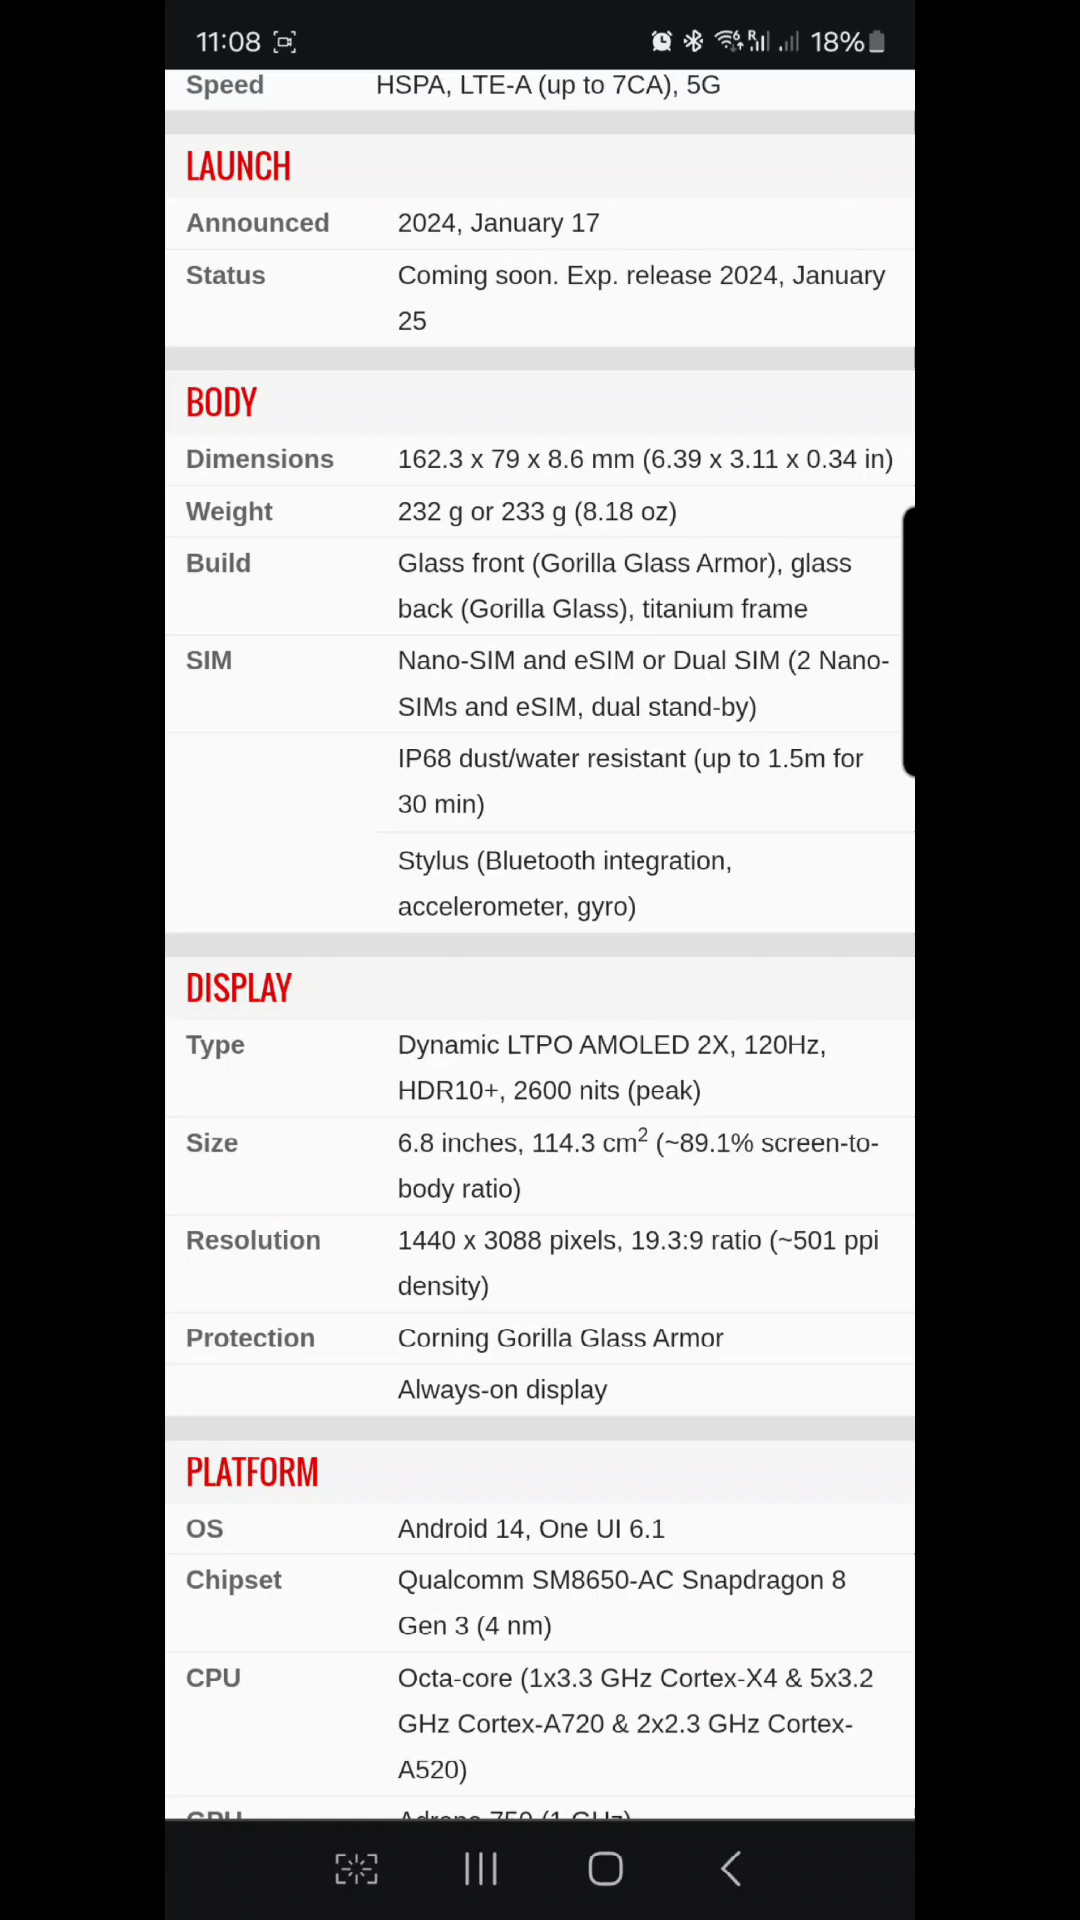 11:08 18%
Speed HSPA, LTE-A (up to 7CA), 5G
LAUNCH
Announced 2024, January 17
Status Coming soon. Exp. release 2024, January
25
BODY
Dimensions 162.3 x 79 x 8.6 mm (6.39 x 3.11 x 0.34 in)
Weight 232 g or 233 g (8.18 oz)
Build Glass front (Gorilla Glass Armor), glass
back (Gorilla Glass), titanium frame
SIM Nano-SIM and eSIM or Dual SIM (2 Nano-
SIMs and eSIM, dual stand-by)
IP68 dust/water resistant (up to 1.5m for
30 min)
Stylus (Bluetooth integration,
accelerometer, gyro)
DISPLAY
Type Dynamic LTPO AMOLED 2X, 120Hz,
HDR10+, 2600 nits (peak)
Size 6.8 inches, 114.3 cm² (~89.1% screen-to-
body ratio)
Resolution 1440 x 3088 pixels, 19.3:9 ratio (~501 ppi
density)
Protection Corning Gorilla Glass Armor
Always-on display
PLATFORM
OS Android 14, One UI 6.1
Chipset Qualcomm SM8650-AC Snapdragon 8
Gen 3 (4 nm)
CPU Octa-core (1x3.3 GHz Cortex-X4 & 5x3.2
GHz Cortex-A720 & 2x2.3 GHz Cortex-
A520)
GPU Adreno 750 (1 GHz)